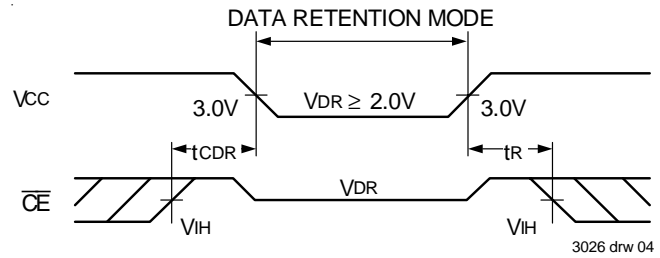 DATA RETENTION MODE
VCC
3.0V
VDR ≥ 2.0V
3.0V
tCDR
tR
CE
VDR
VIH
VIH
3026 drw 04